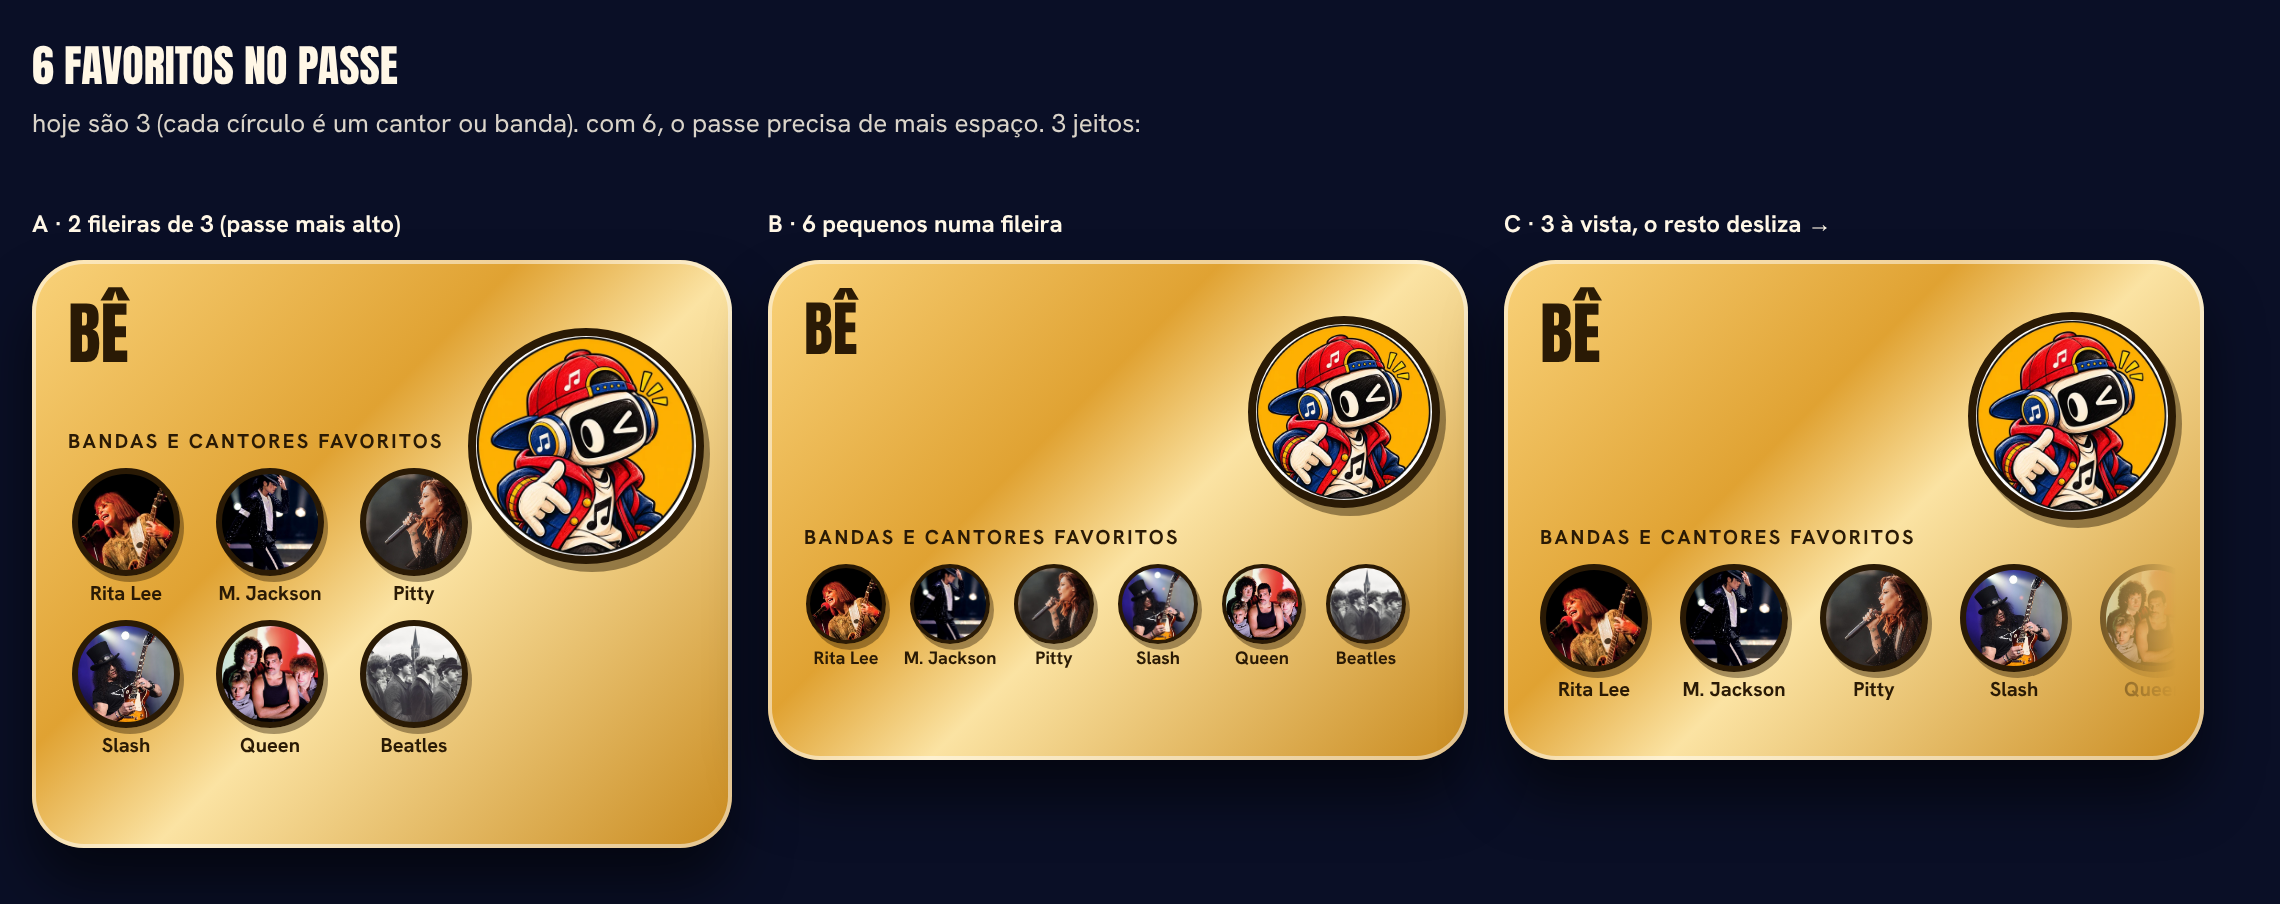 6 FAVORITOS NO PASSE
hoje são 3 (cada círculo é um cantor ou banda). com 6, o passe precisa de mais espaço. 3 jeitos:
A · 2 fileiras de 3 (passe mais alto)
BÊ
BANDAS E CANTORES FAVORITOS
Rita Lee M. Jackson Pitty
Slash Queen Beatles
B · 6 pequenos numa fileira
BÊ
BANDAS E CANTORES FAVORITOS
Rita Lee M. Jackson Pitty Slash Queen Beatles
C · 3 à vista, o resto desliza →
BÊ
BANDAS E CANTORES FAVORITOS
Rita Lee M. Jackson Pitty Slash Quee